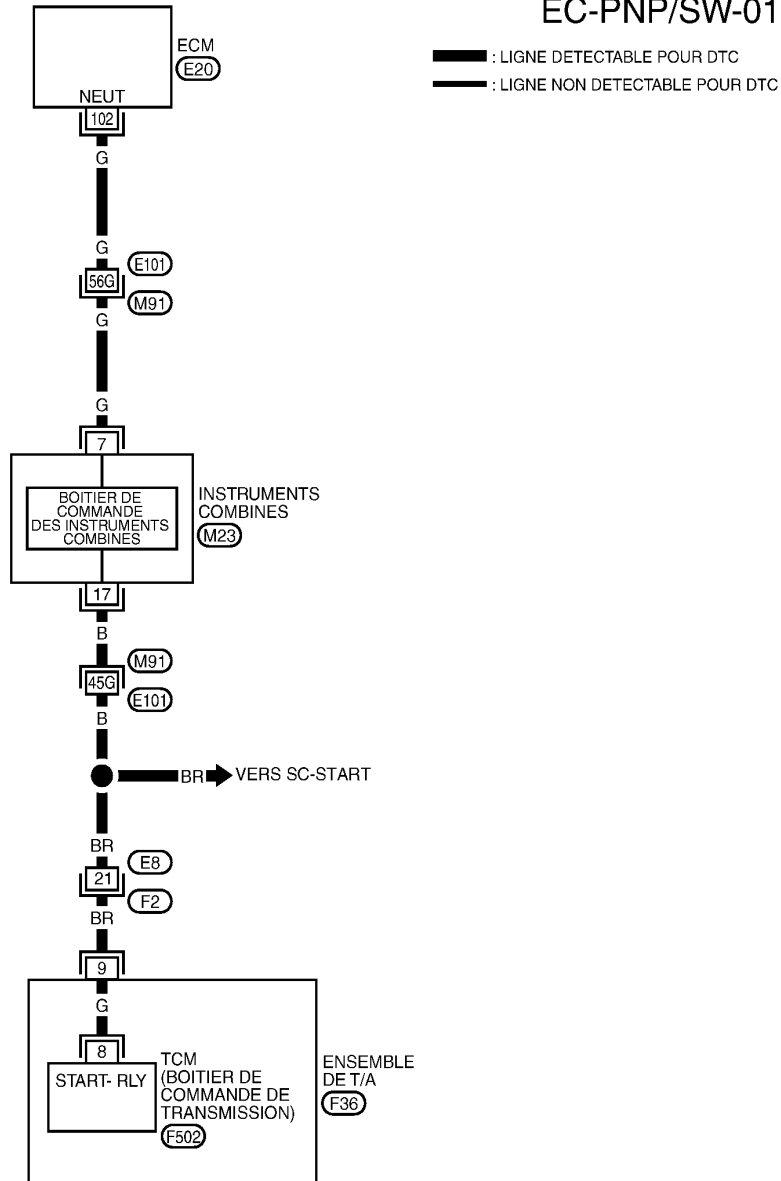 EC-PNP/SW-01
: LIGNE DETECTABLE POUR DTC
: LIGNE NON DETECTABLE POUR DTC
ECM
E20
NEUT
102
G
G
E101
56G
M91
G
G
7
BOITIER DE
COMMANDE
DES INSTRUMENTS
COMBINES
INSTRUMENTS
COMBINES
M23
17
B
M91
45G
E101
B
BR
VERS SC-START
BR
E8
21
F2
BR
9
G
8
START- RLY
TCM
(BOITIER DE
COMMANDE DE
TRANSMISSION)
F502
ENSEMBLE
DE T/A
F36